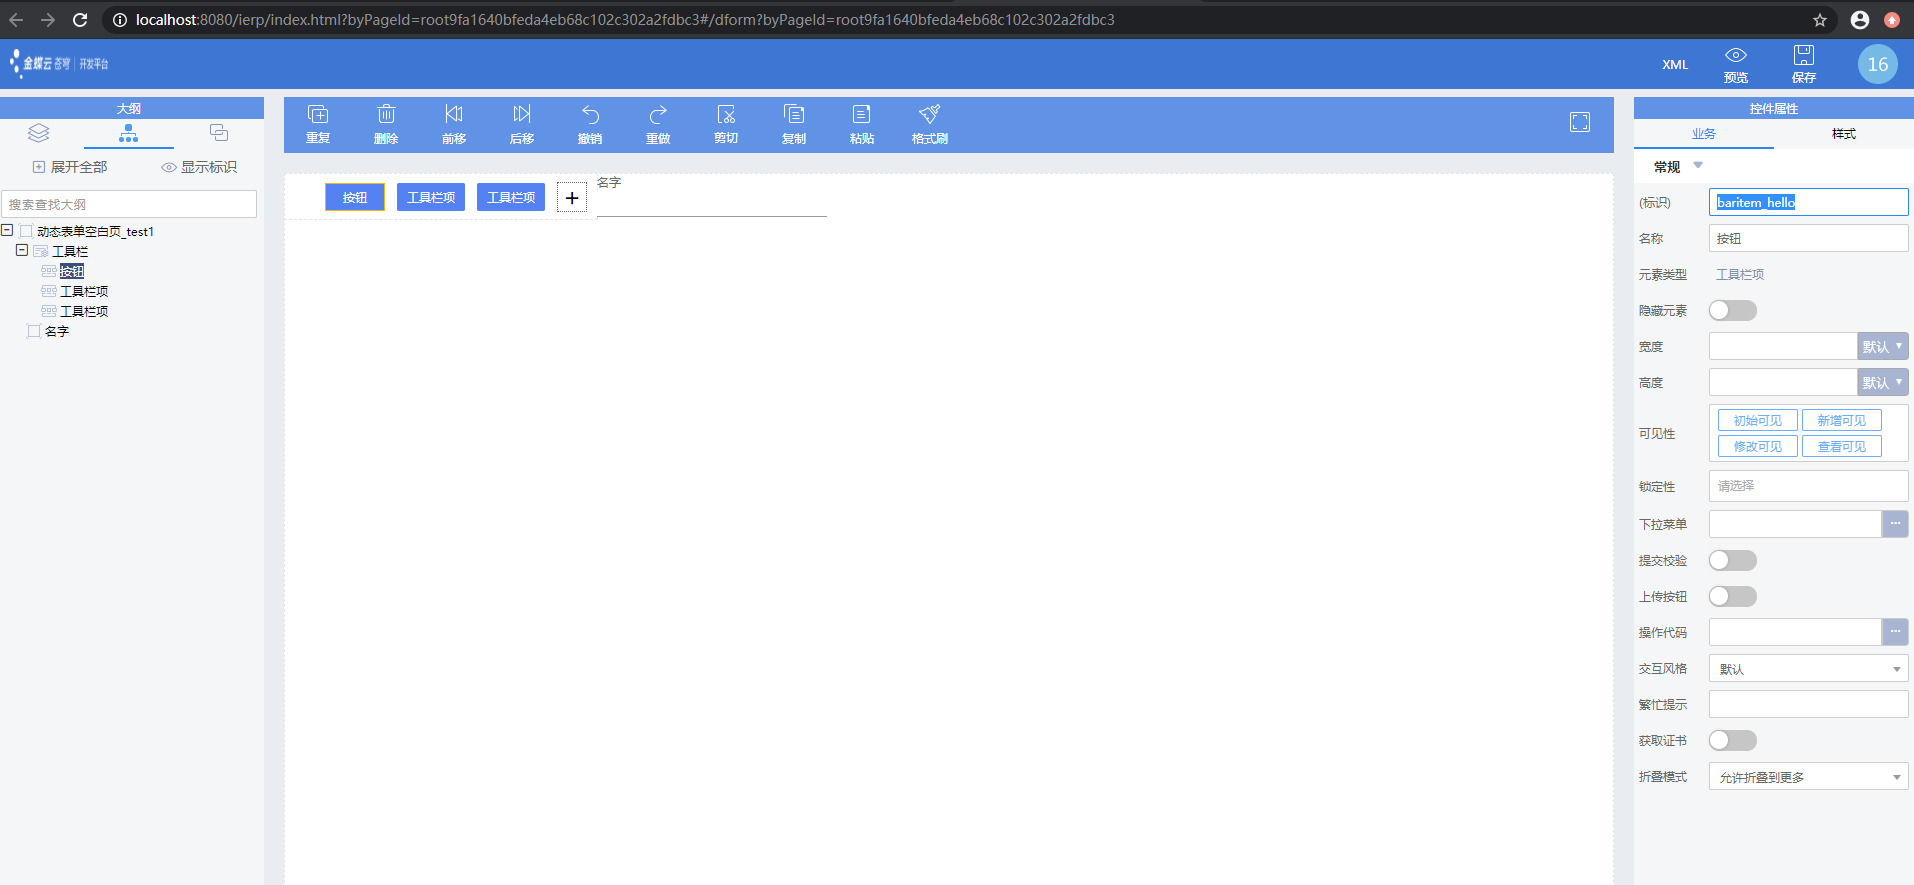 localhost:8080/ierp/index.html?byPageId=root9fa1640bfeda4eb68c102c302a2fdbc3#/dform?byPageId=root9fa1640bfeda4eb68c102c302a2fdbc3
金蝶云 苍穹 | 开发平台
XML 预览 保存 16
大纲
展开全部 显示标识
搜索查找大纲
动态表单空白页_test1
工具栏
按钮
工具栏项
工具栏项
名字
重复 删除 前移 后移 撤销 重做 剪切 复制 粘贴 格式刷
按钮 工具栏项 工具栏项 + 名字
控件属性
业务 样式
常规
(标识) baritem_hello
名称 按钮
元素类型 工具栏项
隐藏元素
宽度 默认
高度 默认
可见性 初始可见 新增可见
修改可见 查看可见
锁定性 请选择
下拉菜单 ...
提交校验
上传按钮
操作代码 ...
交互风格 默认
繁忙提示
获取证书
折叠模式 允许折叠到更多